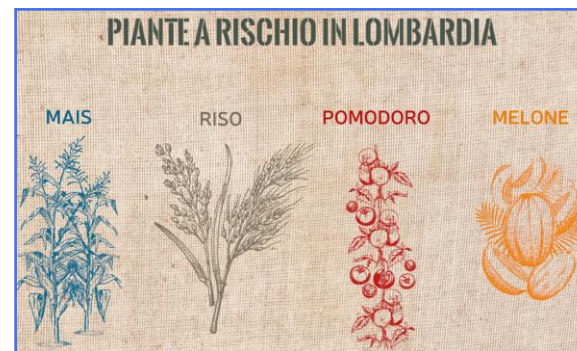 PIANTE A RISCHIO IN LOMBARDIA
MAIS RISO POMODORO MELONE